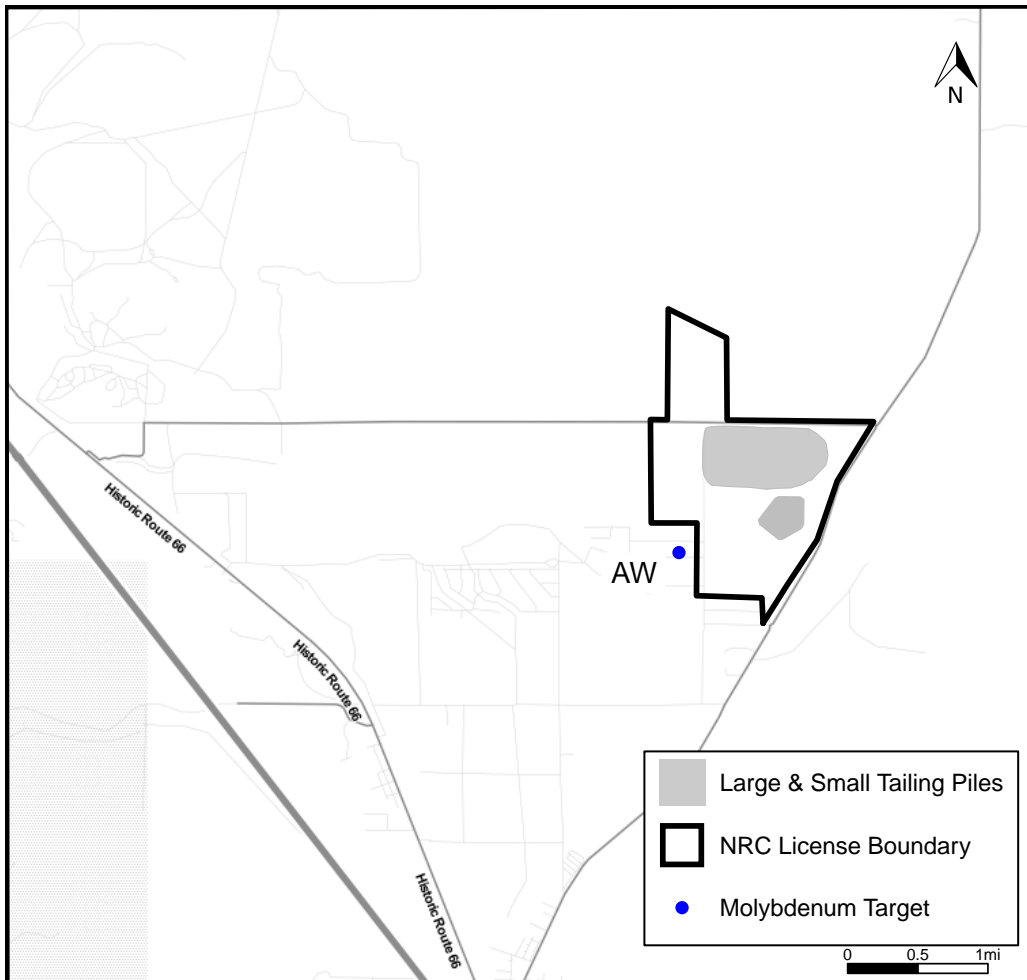 N
Historic Route 66
AW
Historic Route 66
Large & Small Tailing Piles
NRC License Boundary
Historic Route 66
Molybdenum Target
0 0.5 1mi